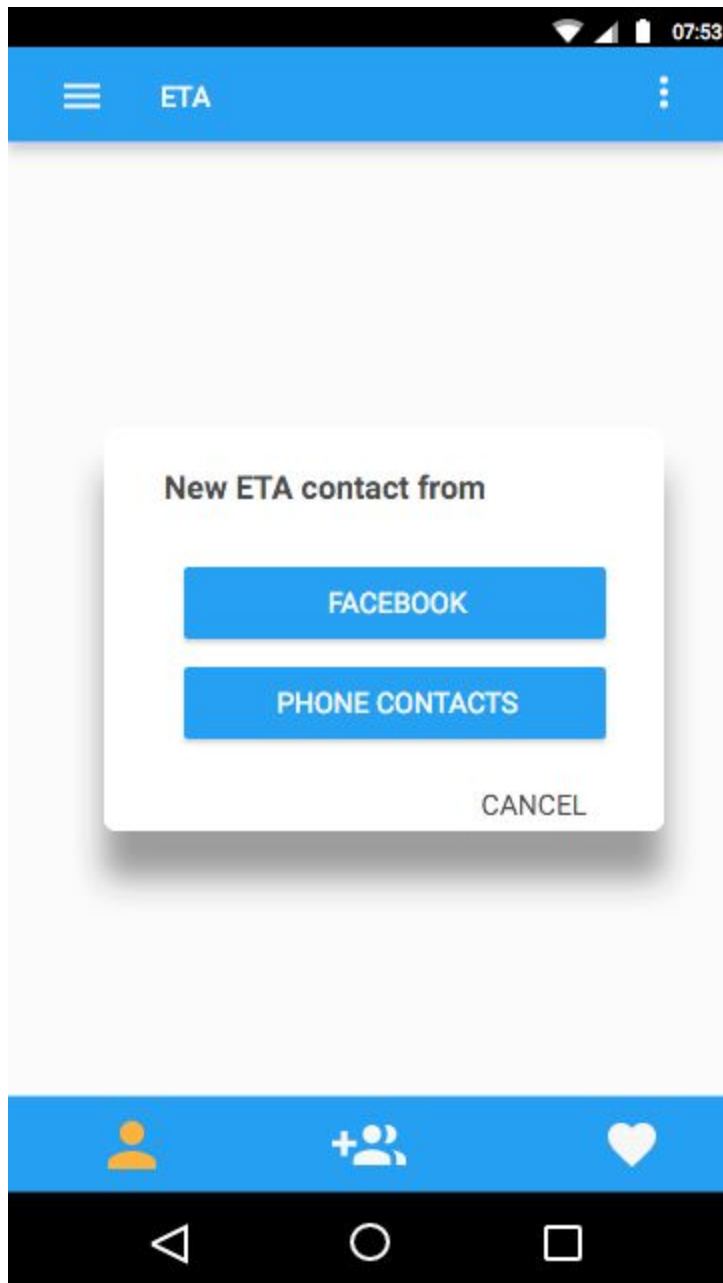 07:53
ETA
New ETA contact from
FACEBOOK
PHONE CONTACTS
CANCEL